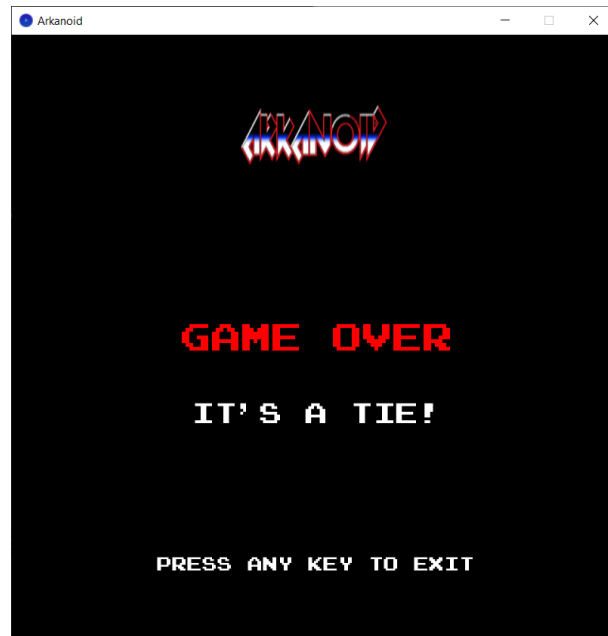 Arkanoid
ARKANOID
GAME OVER
IT'S A TIE!
PRESS ANY KEY TO EXIT